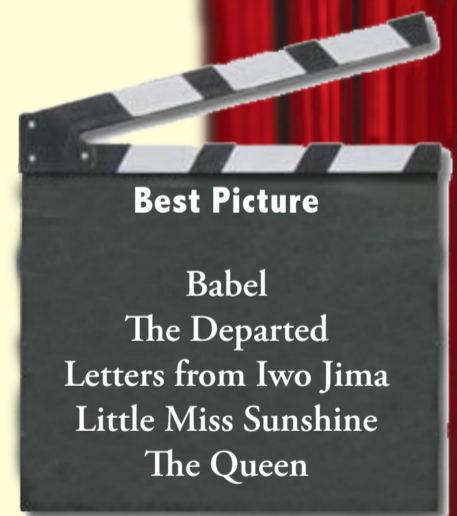 Best Picture
Babel
The Departed
Letters from Iwo Jima
Little Miss Sunshine
The Queen